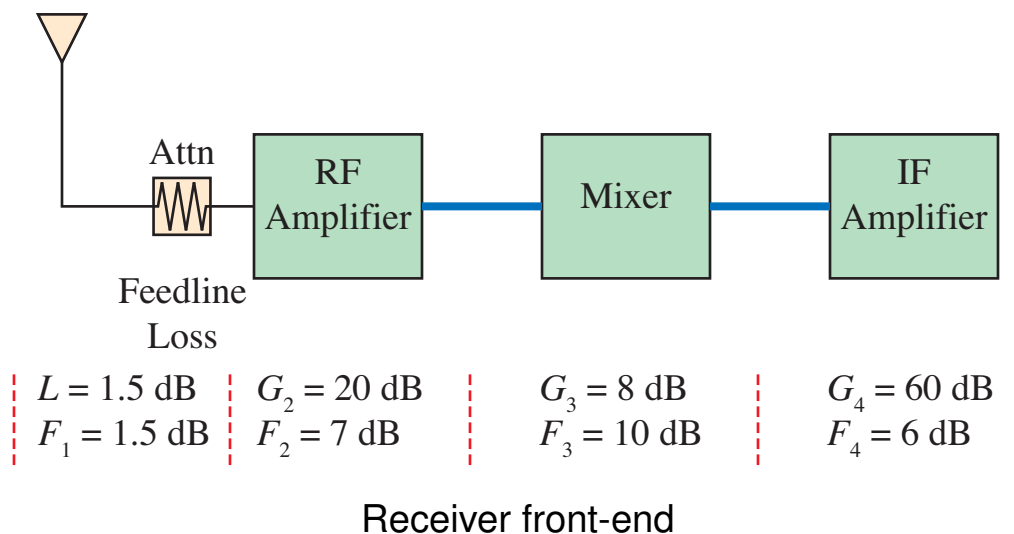 Attn
RF
Amplifier
Mixer
IF
Amplifier
Feedline
Loss
L = 1.5 dB
F₁ = 1.5 dB
G₂ = 20 dB
F₂ = 7 dB
G₃ = 8 dB
F₃ = 10 dB
G₄ = 60 dB
F₄ = 6 dB
Receiver front-end